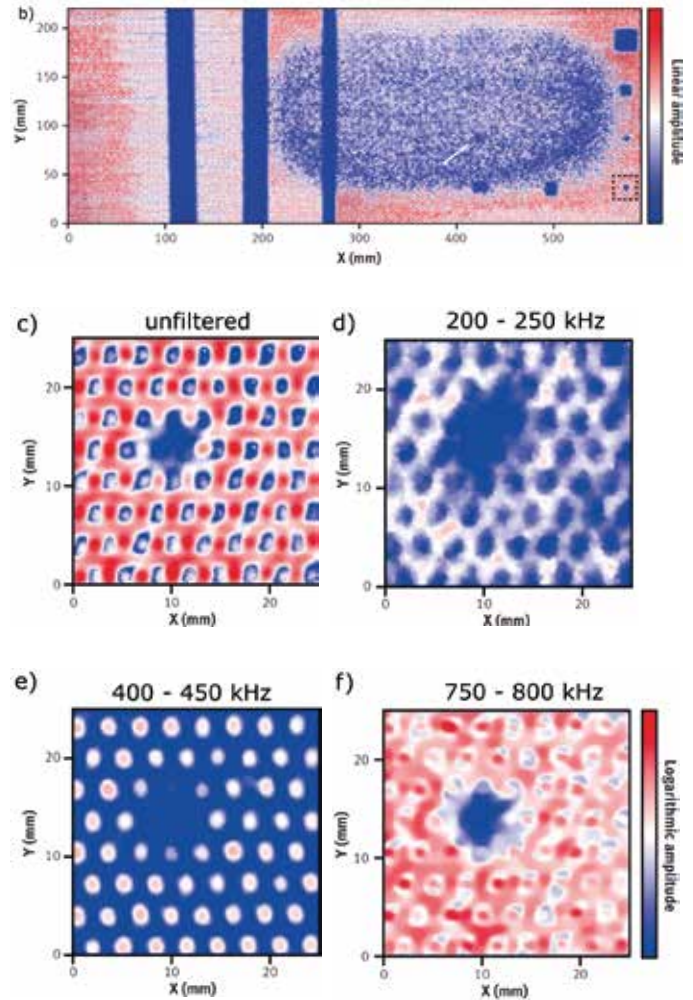 b)
200
150
100
50
0
Y (mm)
0 100 200 300 400 500
X (mm)
Linear amplitude
c) unfiltered
20
10
0
Y (mm)
0 10 20
X (mm)
d) 200 - 250 kHz
20
10
0
Y (mm)
0 10 20
X (mm)
e) 400 - 450 kHz
20
10
0
Y (mm)
0 10 20
X (mm)
f) 750 - 800 kHz
20
10
0
Y (mm)
0 10 20
X (mm)
Logarithmic amplitude